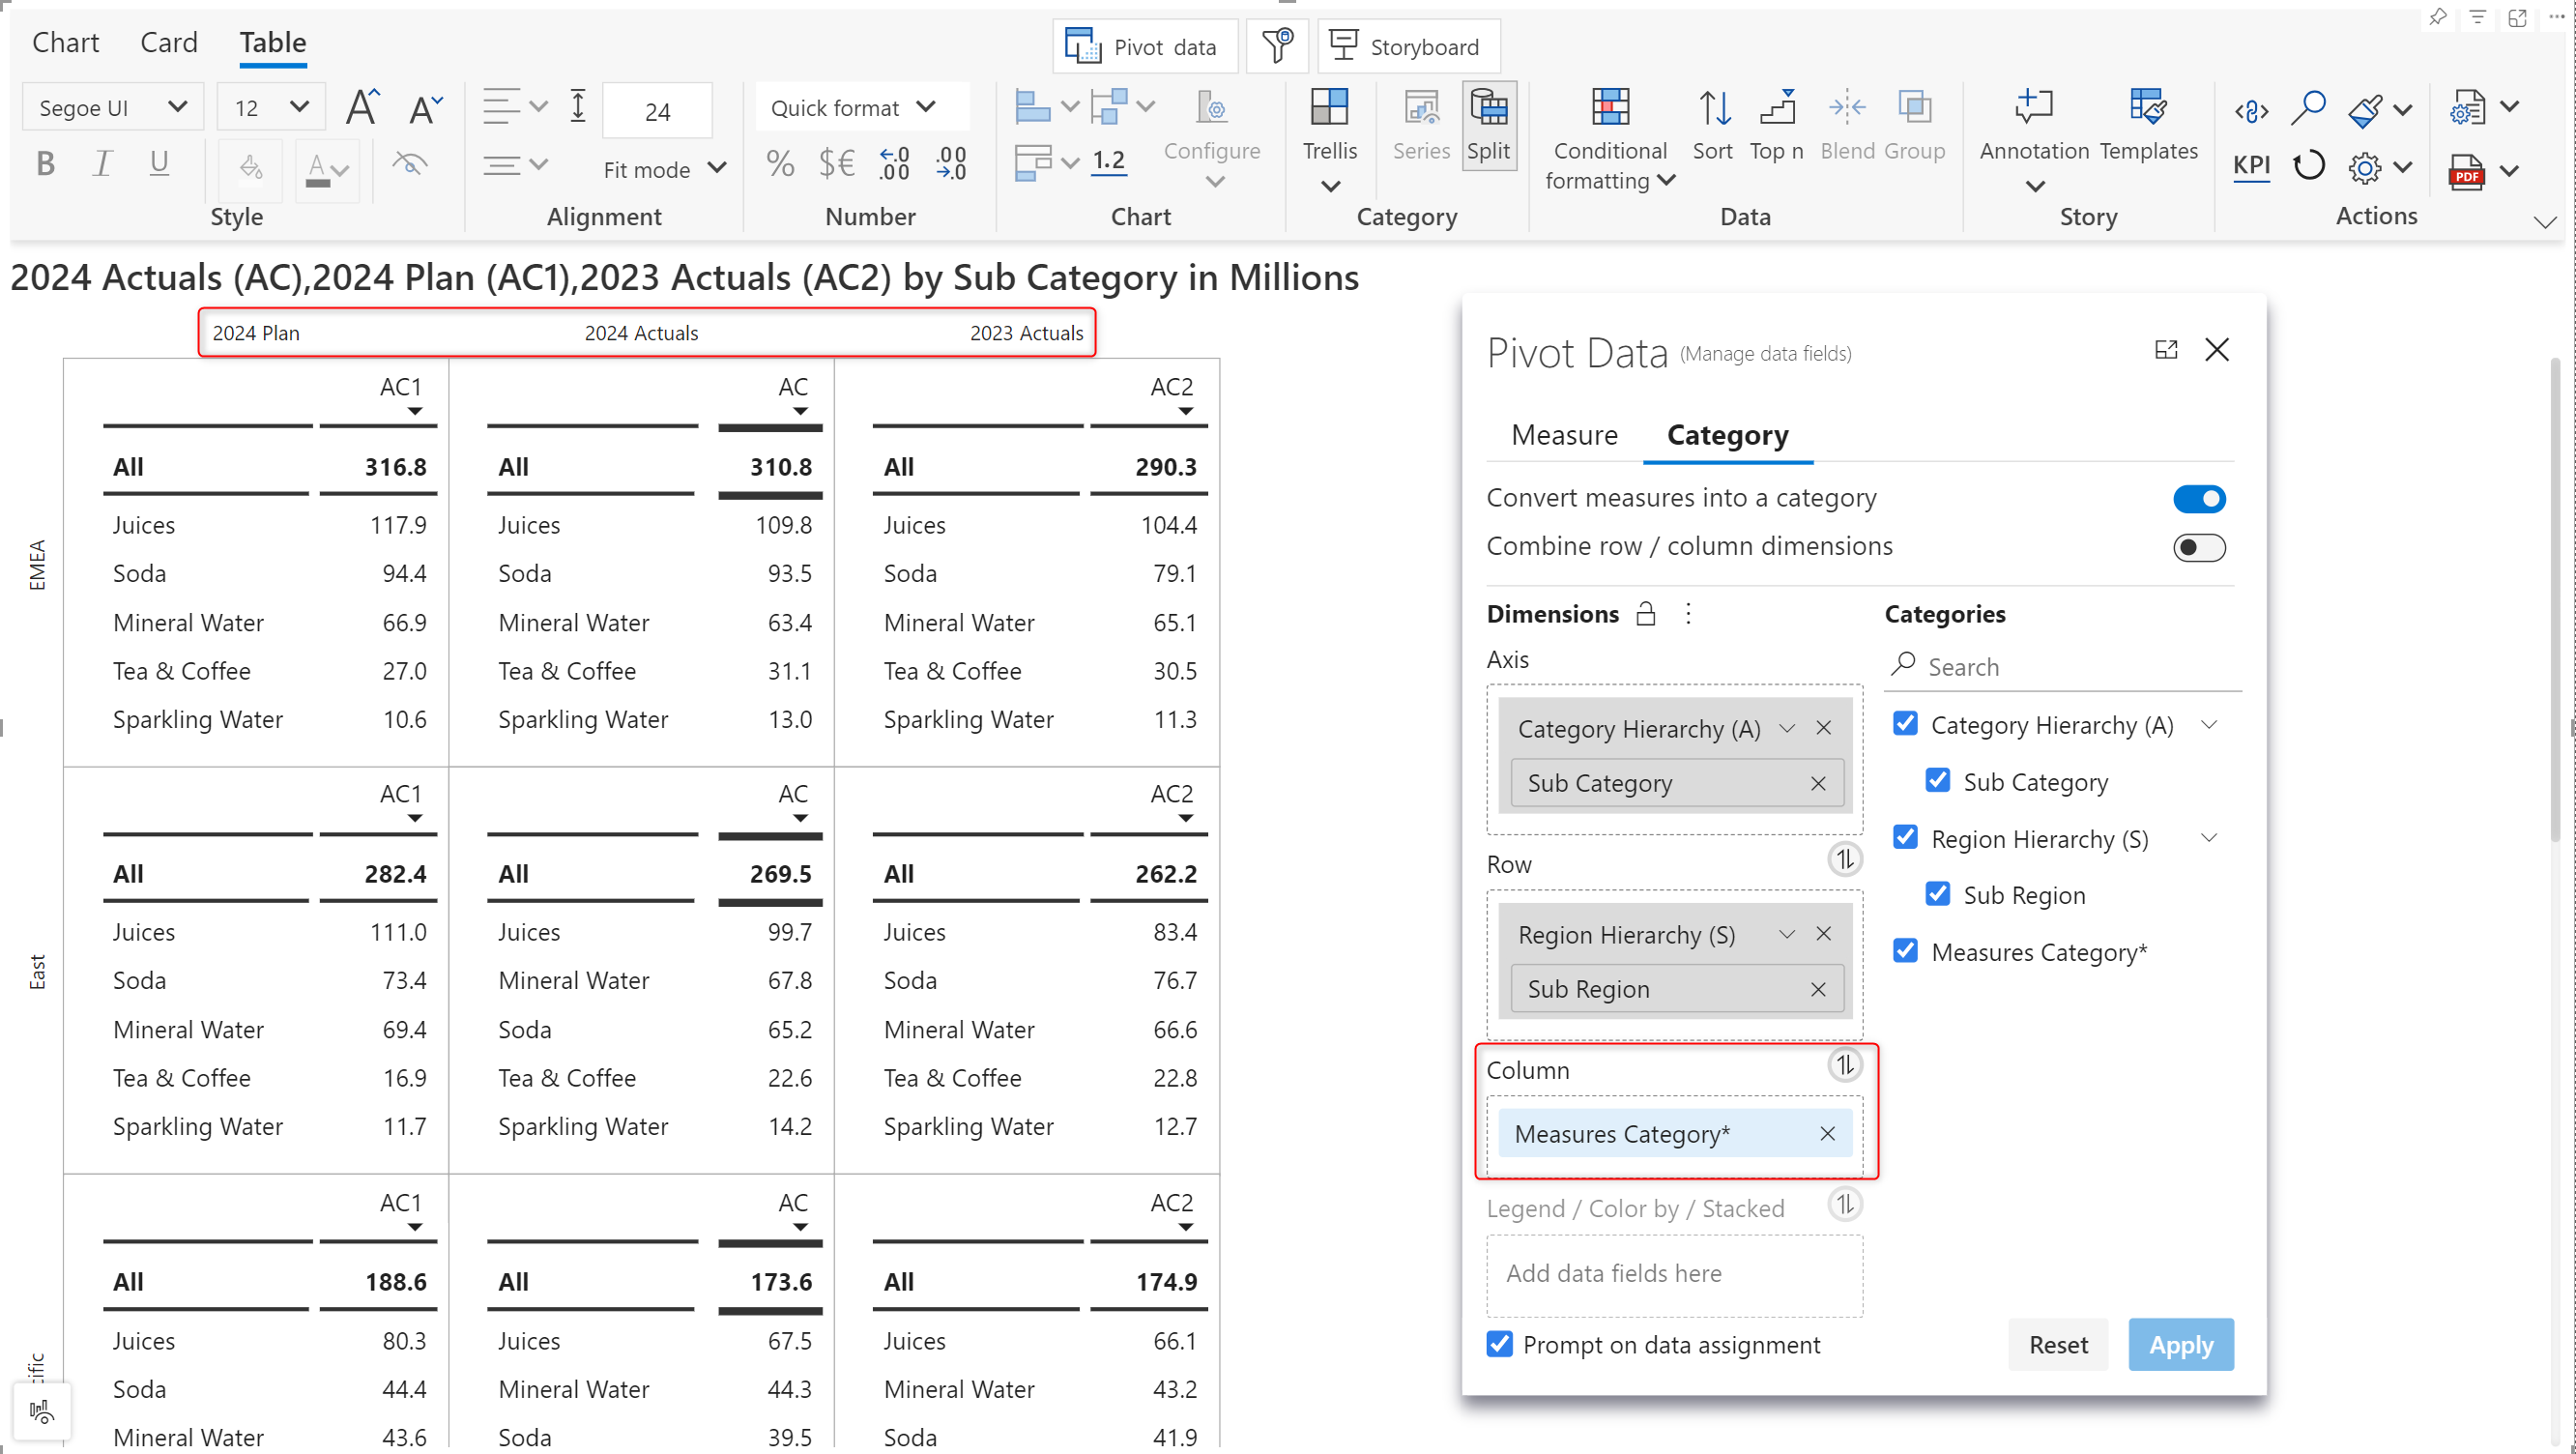 Chart Card Table
Pivot data Storyboard
Segoe UI 12 24 Quick format
B I U A Fit mode % $€ 1.2
Configure
Trellis Series Split
Conditional formatting Sort Top n Blend Group
Annotation Templates
KPI PDF
Style Alignment Number Chart Category Data Story Actions
2024 Actuals (AC),2024 Plan (AC1),2023 Actuals (AC2) by Sub Category in Millions
2024 Plan 2024 Actuals 2023 Actuals
EMEA
AC1 AC AC2
All 316.8 All 310.8 All 290.3
Juices 117.9 Juices 109.8 Juices 104.4
Soda 94.4 Soda 93.5 Soda 79.1
Mineral Water 66.9 Mineral Water 63.4 Mineral Water 65.1
Tea & Coffee 27.0 Tea & Coffee 31.1 Tea & Coffee 30.5
Sparkling Water 10.6 Sparkling Water 13.0 Sparkling Water 11.3
East
AC1 AC AC2
All 282.4 All 269.5 All 262.2
Juices 111.0 Juices 99.7 Juices 83.4
Soda 73.4 Mineral Water 67.8 Soda 76.7
Mineral Water 69.4 Soda 65.2 Mineral Water 66.6
Tea & Coffee 16.9 Tea & Coffee 22.6 Tea & Coffee 22.8
Sparkling Water 11.7 Sparkling Water 14.2 Sparkling Water 12.7
AC1 AC AC2
All 188.6 All 173.6 All 174.9
Juices 80.3 Juices 67.5 Juices 66.1
Soda 44.4 Mineral Water 44.3 Mineral Water 43.2
Mineral Water 43.6 Soda 39.5 Soda 41.9
Pivot Data (Manage data fields)
Measure Category
Convert measures into a category
Combine row / column dimensions
Dimensions
Axis
Category Hierarchy (A)
Sub Category
Row
Region Hierarchy (S)
Sub Region
Column
Measures Category*
Legend / Color by / Stacked
Add data fields here
Categories
Search
Category Hierarchy (A)
Sub Category
Region Hierarchy (S)
Sub Region
Measures Category*
Prompt on data assignment
Reset Apply